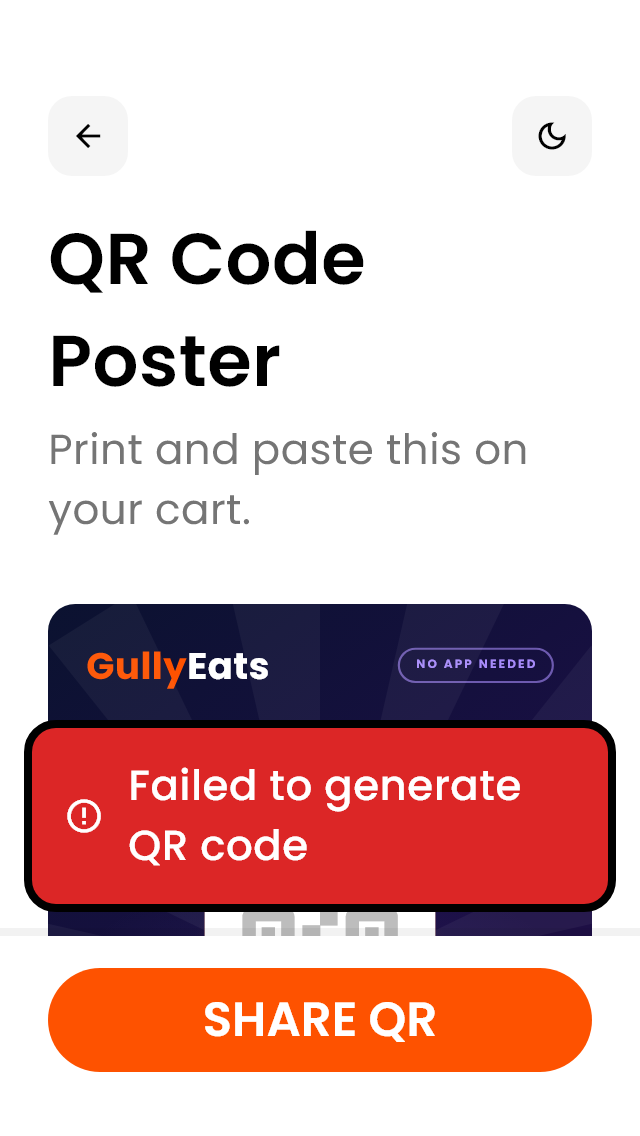 QR Code
Poster
Print and paste this on
your cart.
GullyEats
NO APP NEEDED
Failed to generate
QR code
SHARE QR